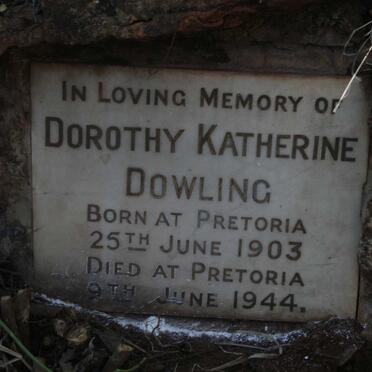 IN LOVING MEMORY OF
DOROTHY KATHERINE
DOWLING
BORN AT PRETORIA
25TH JUNE 1903
DIED AT PRETORIA
9TH JUNE 1944.